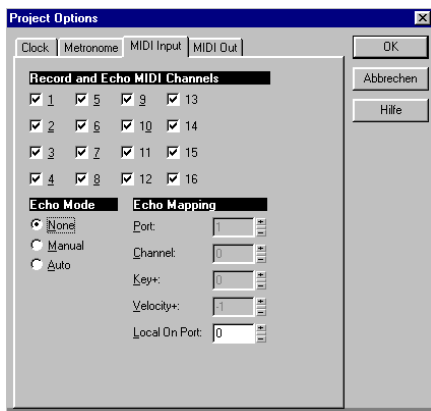 Project Options
Clock Metronome MIDI Input MIDI Out
OK
Abbrechen
Hilfe
Record and Echo MIDI Channels
1 5 9 13
2 6 10 14
3 7 11 15
4 8 12 16
Echo Mode Echo Mapping
None Port: 1
Manual Channel: 0
Auto Key+: 0
Velocity+: -1
Local On Port: 0